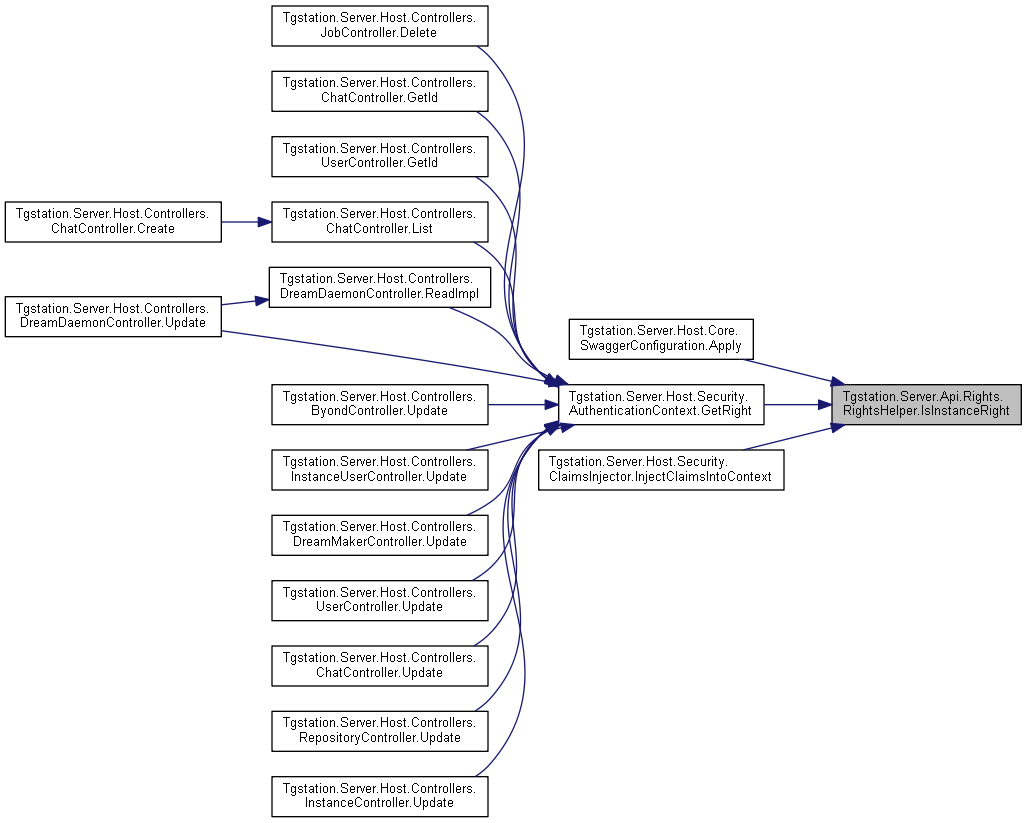 Tgstation.Server.Host.Controllers.
JobController.Delete
Tgstation.Server.Host.Controllers.
ChatController.GetId
Tgstation.Server.Host.Controllers.
UserController.GetId
Tgstation.Server.Host.Controllers.
ChatController.Create
Tgstation.Server.Host.Controllers.
ChatController.List
Tgstation.Server.Host.Controllers.
DreamDaemonController.ReadImpl
Tgstation.Server.Host.Controllers.
DreamDaemonController.Update
Tgstation.Server.Host.Core.
SwaggerConfiguration.Apply
Tgstation.Server.Host.Controllers.
ByondController.Update
Tgstation.Server.Host.Security.
AuthenticationContext.GetRight
Tgstation.Server.Api.Rights.
RightsHelper.IsInstanceRight
Tgstation.Server.Host.Controllers.
InstanceUserController.Update
Tgstation.Server.Host.Security.
ClaimsInjector.InjectClaimsIntoContext
Tgstation.Server.Host.Controllers.
DreamMakerController.Update
Tgstation.Server.Host.Controllers.
UserController.Update
Tgstation.Server.Host.Controllers.
ChatController.Update
Tgstation.Server.Host.Controllers.
RepositoryController.Update
Tgstation.Server.Host.Controllers.
InstanceController.Update